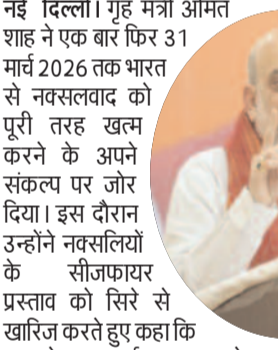 नई दिल्ली। गृह मंत्री अमित
शाह ने एक बार फिर 31
मार्च 2026 तक भारत
से नक्सलवाद को
पूरी तरह खत्म
करने के अपने
संकल्प पर जोर
दिया। इस दौरान
उन्होंने नक्सलियों
के सीजफायर
प्रस्ताव को सिरे से
खारिज करते हुए कहा कि